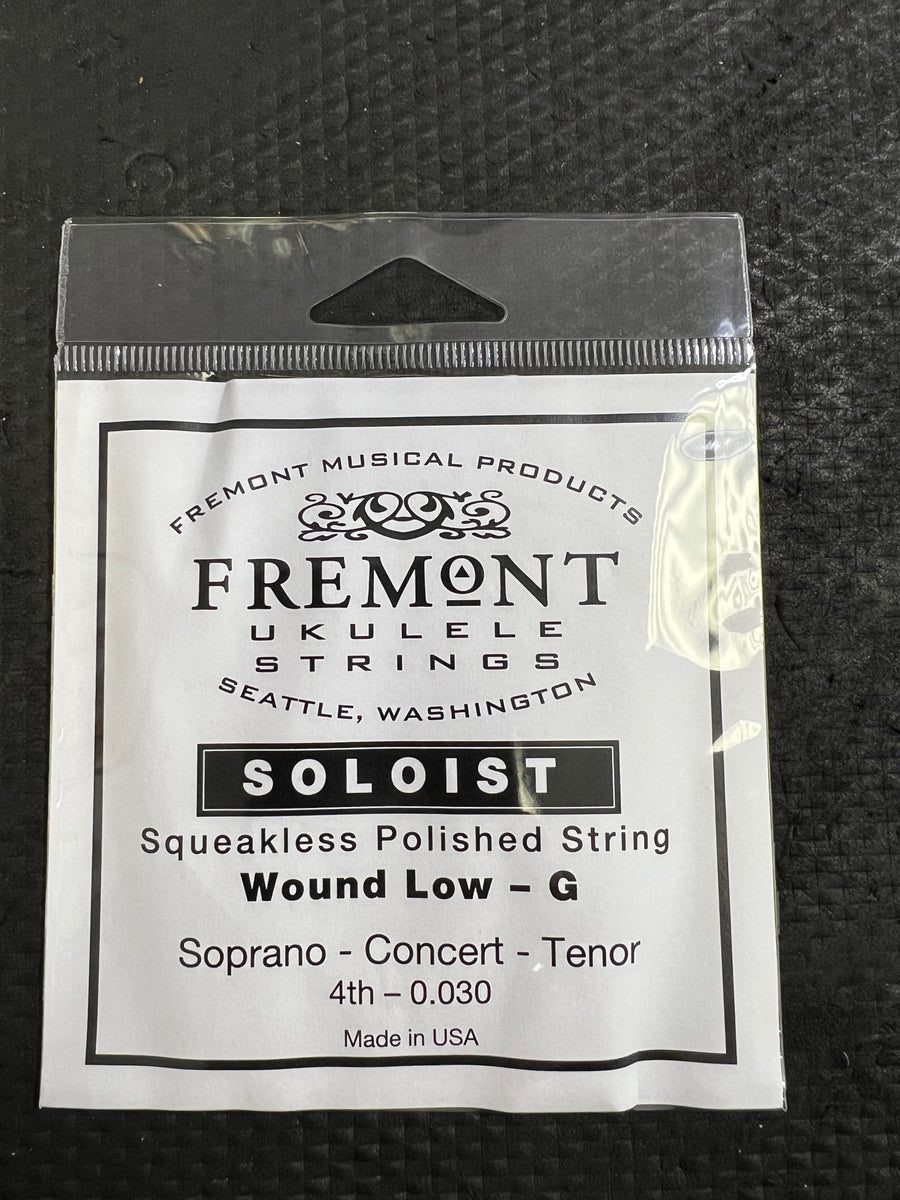 FREMONT MUSICAL PRODUCTS
FREMONT
UKULELE
STRINGS
SEATTLE, WASHINGTON
SOLOIST
Squeakless Polished String
Wound Low – G
Soprano - Concert - Tenor
4th – 0.030
Made in USA